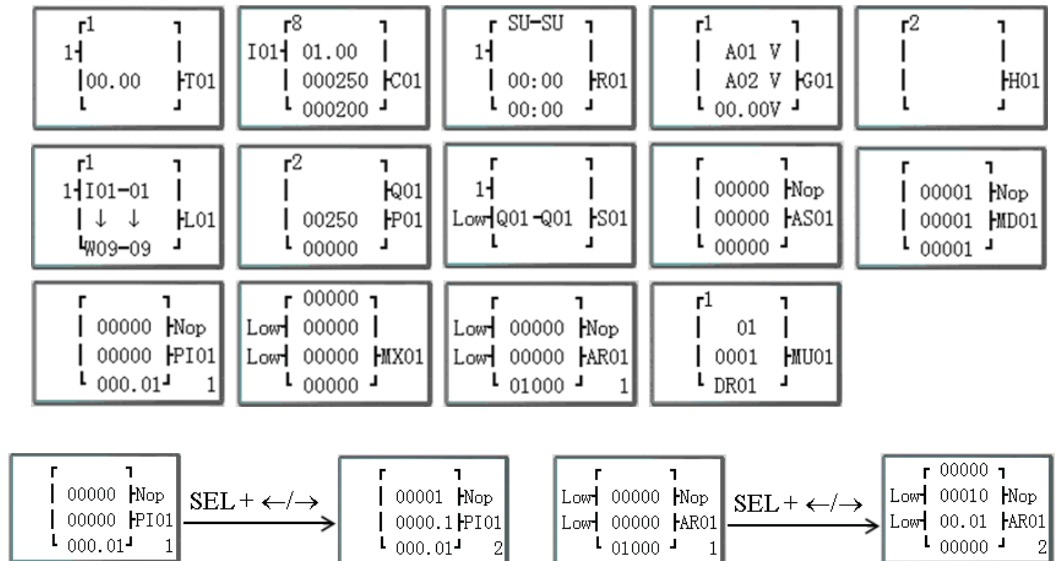 1
1
00.00 T01
8
I01 01.00
000250 C01
000200
SU-SU
1
00:00 R01
00:00
1
A01 V
A02 V G01
00.00V
2
H01
1
1 I01-01
↓ ↓ L01
W09-09
2
Q01
00250 P01
00000
1
Low Q01-Q01 S01
00000 Nop
00000 AS01
00000
00001 Nop
00001 MD01
00001
00000 Nop
00000 PI01
000.01 1
00000
Low 00000
Low 00000 MX01
00000
Low 00000 Nop
Low 00000 AR01
01000 1
1
01
0001 MU01
DR01
00000 Nop
00000 PI01
000.01 1
SEL + ←/→
00001 Nop
0000.1 PI01
000.01 2
Low 00000 Nop
Low 00000 AR01
01000 1
SEL + ←/→
00000
Low 00010 Nop
Low 00.01 AR01
00000 2